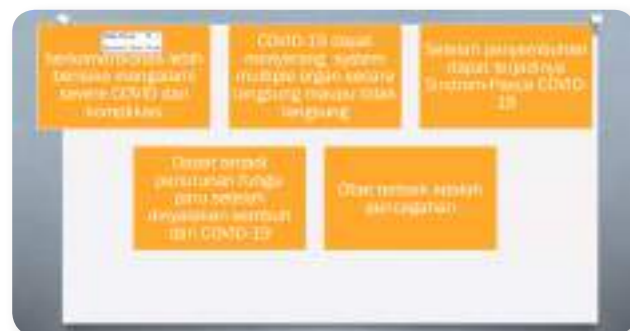 berisiko mengalami
severe COVID dan
komplikasi
COVID-19 dapat
menyerang system
multiple organ secara
langsung maupun tidak
langsung
Setelah penyembuhan
dapat terjadinya
Sindrom Pasca COVID-
19
Dapat terjadi
penurunan fungsi
paru setelah
dinyatakan sembuh
dari COVID-19
Obat terbaik adalah
pencegahan